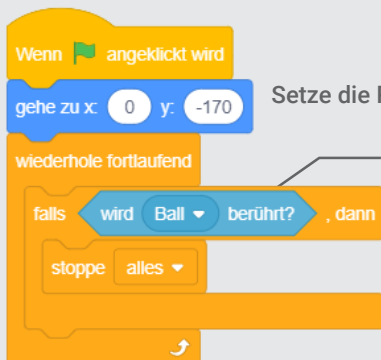 Wenn angeklickt wird
gehe zu x: 0 y: -170
Setze die
wiederhole fortlaufend
falls wird Ball berührt? , dann
stoppe alles